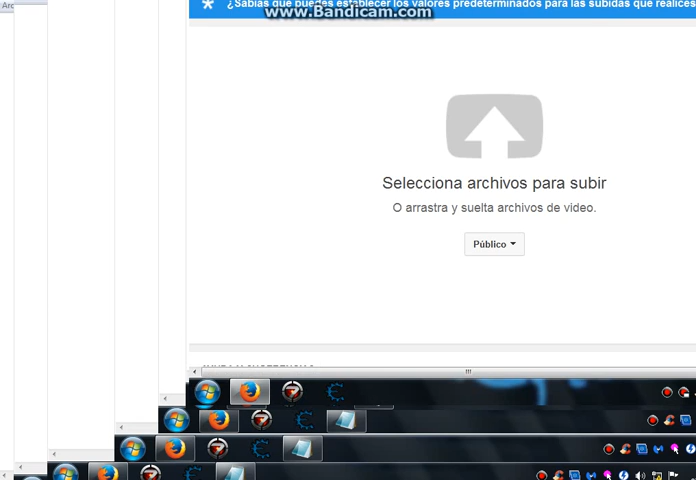 Arc
¿Sabías que puedes establecer los valores predeterminados para las subidas que realices
www.Bandicam.com
Selecciona archivos para subir
O arrastra y suelta archivos de video.
Público